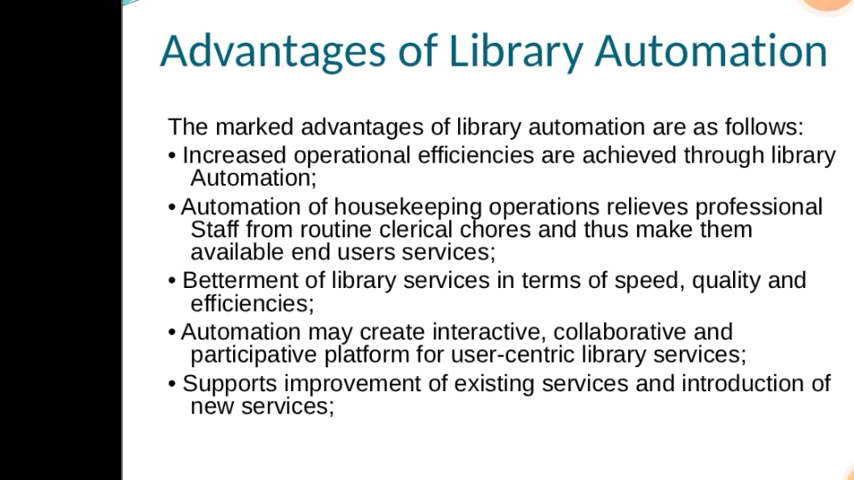 Advantages of Library Automation
The marked advantages of library automation are as follows:
• Increased operational efficiencies are achieved through library
Automation;
• Automation of housekeeping operations relieves professional
Staff from routine clerical chores and thus make them
available end users services;
• Betterment of library services in terms of speed, quality and
efficiencies;
• Automation may create interactive, collaborative and
participative platform for user-centric library services;
• Supports improvement of existing services and introduction of
new services;